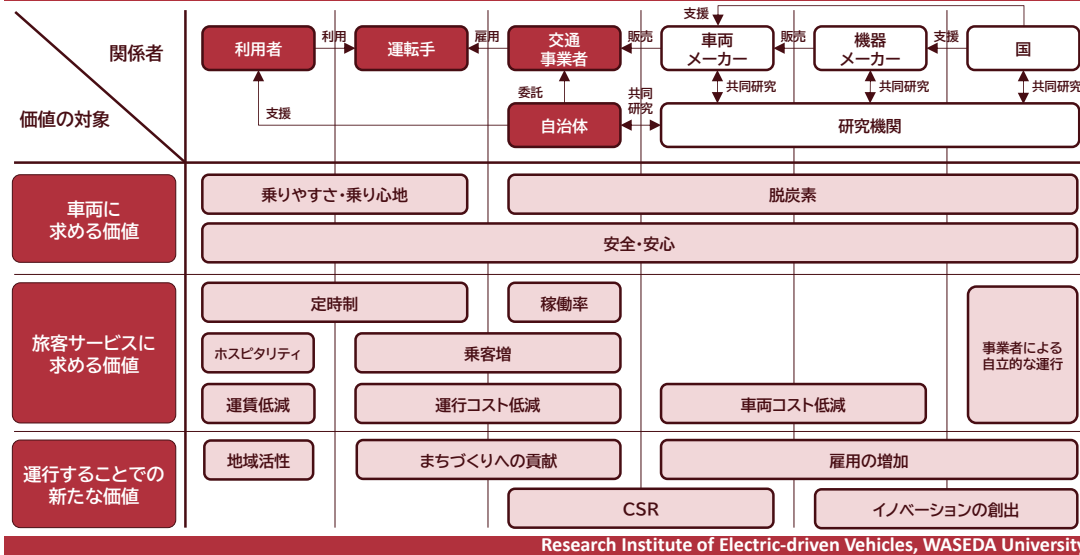 関係者
価値の対象
利用者
利用
運転手
雇用
交通
事業者
販売
車両
メーカー
販売
機器
メーカー
支援
国
支援
支援
委託
自治体
共同
研究
共同研究
共同研究
共同研究
研究機関
車両に
求める価値
乗りやすさ・乗り心地
脱炭素
安全・安心
旅客サービスに
求める価値
定時制
稼働率
ホスピタリティ
乗客増
事業者による
自立的な運行
運賃低減
運行コスト低減
車両コスト低減
運行することでの
新たな価値
地域活性
まちづくりへの貢献
雇用の増加
CSR
イノベーションの創出
Research Institute of Electric-driven Vehicles, WASEDA University